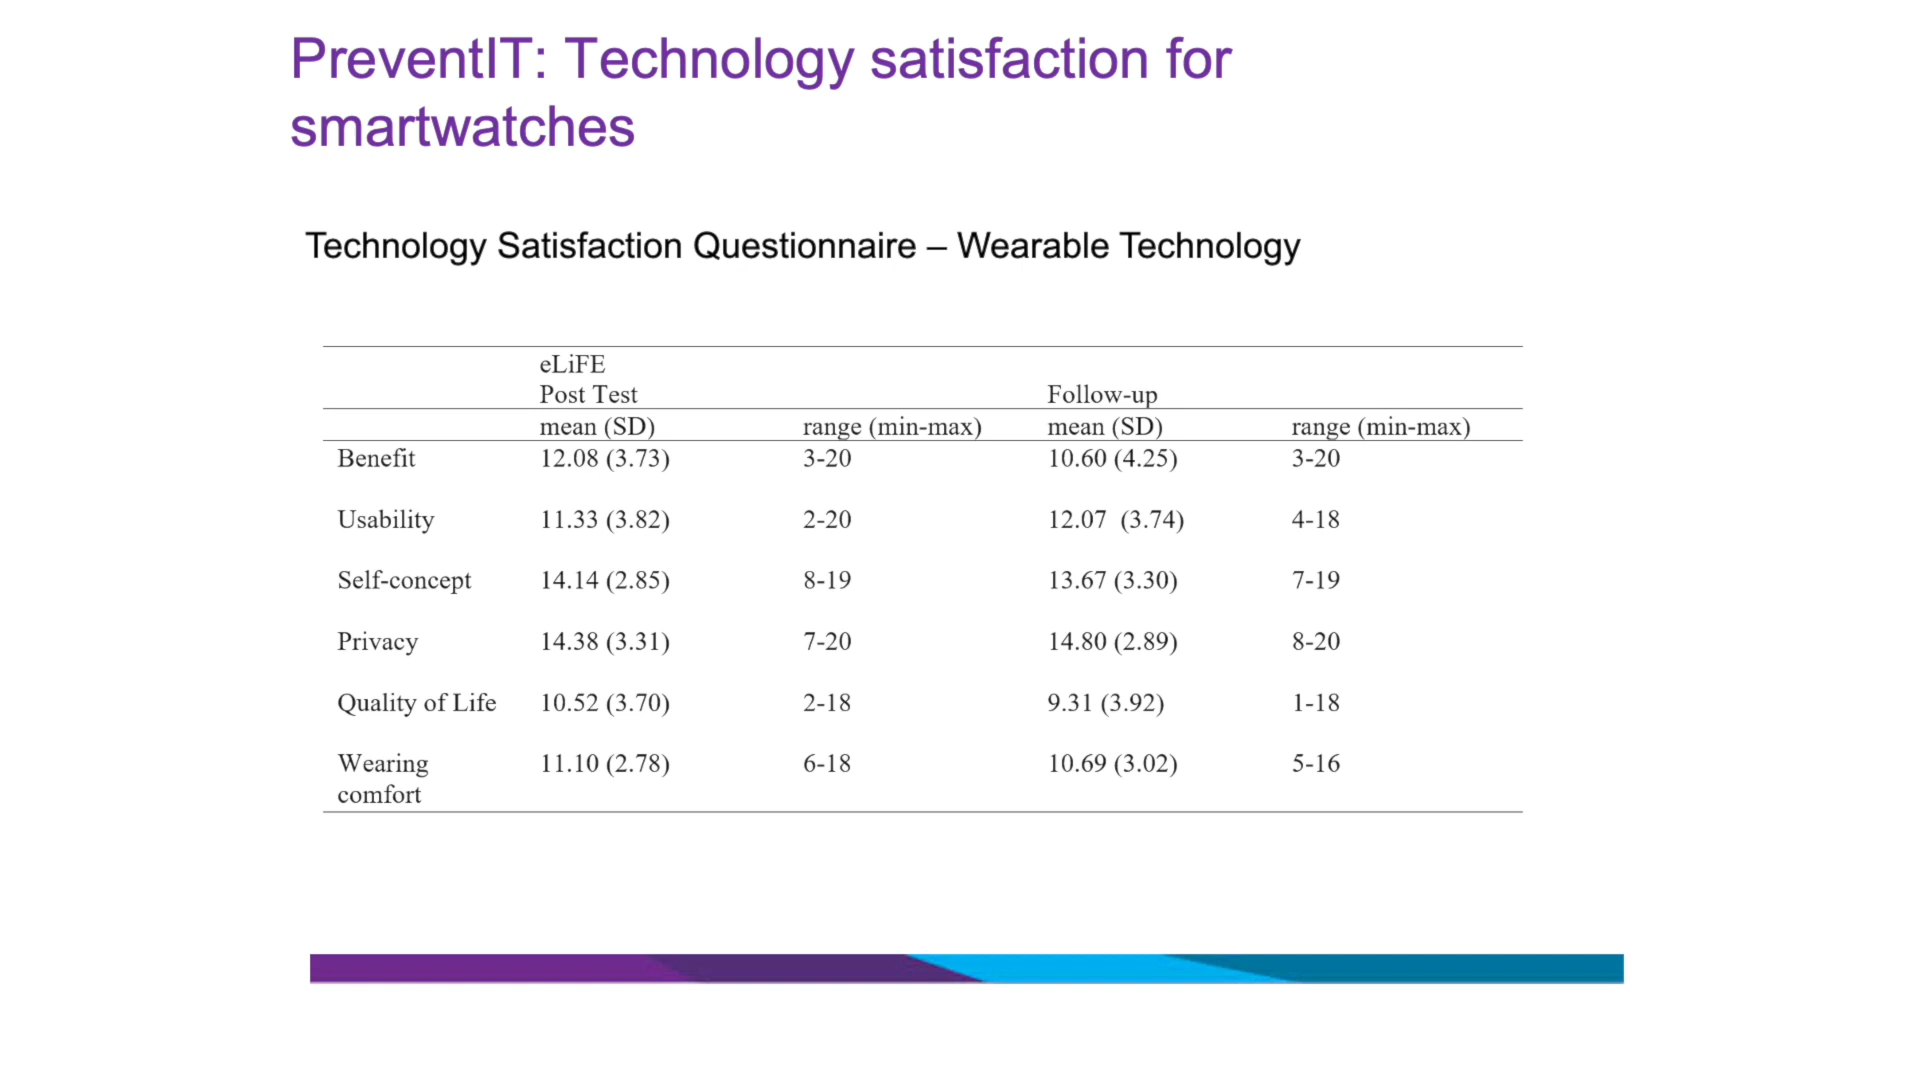 PreventIT: Technology satisfaction for
smartwatches
Technology Satisfaction Questionnaire – Wearable Technology
eLiFE
Post Test Follow-up
mean (SD) range (min-max) mean (SD) range (min-max)
Benefit 12.08 (3.73) 3-20 10.60 (4.25) 3-20
Usability 11.33 (3.82) 2-20 12.07 (3.74) 4-18
Self-concept 14.14 (2.85) 8-19 13.67 (3.30) 7-19
Privacy 14.38 (3.31) 7-20 14.80 (2.89) 8-20
Quality of Life 10.52 (3.70) 2-18 9.31 (3.92) 1-18
Wearing 11.10 (2.78) 6-18 10.69 (3.02) 5-16
comfort